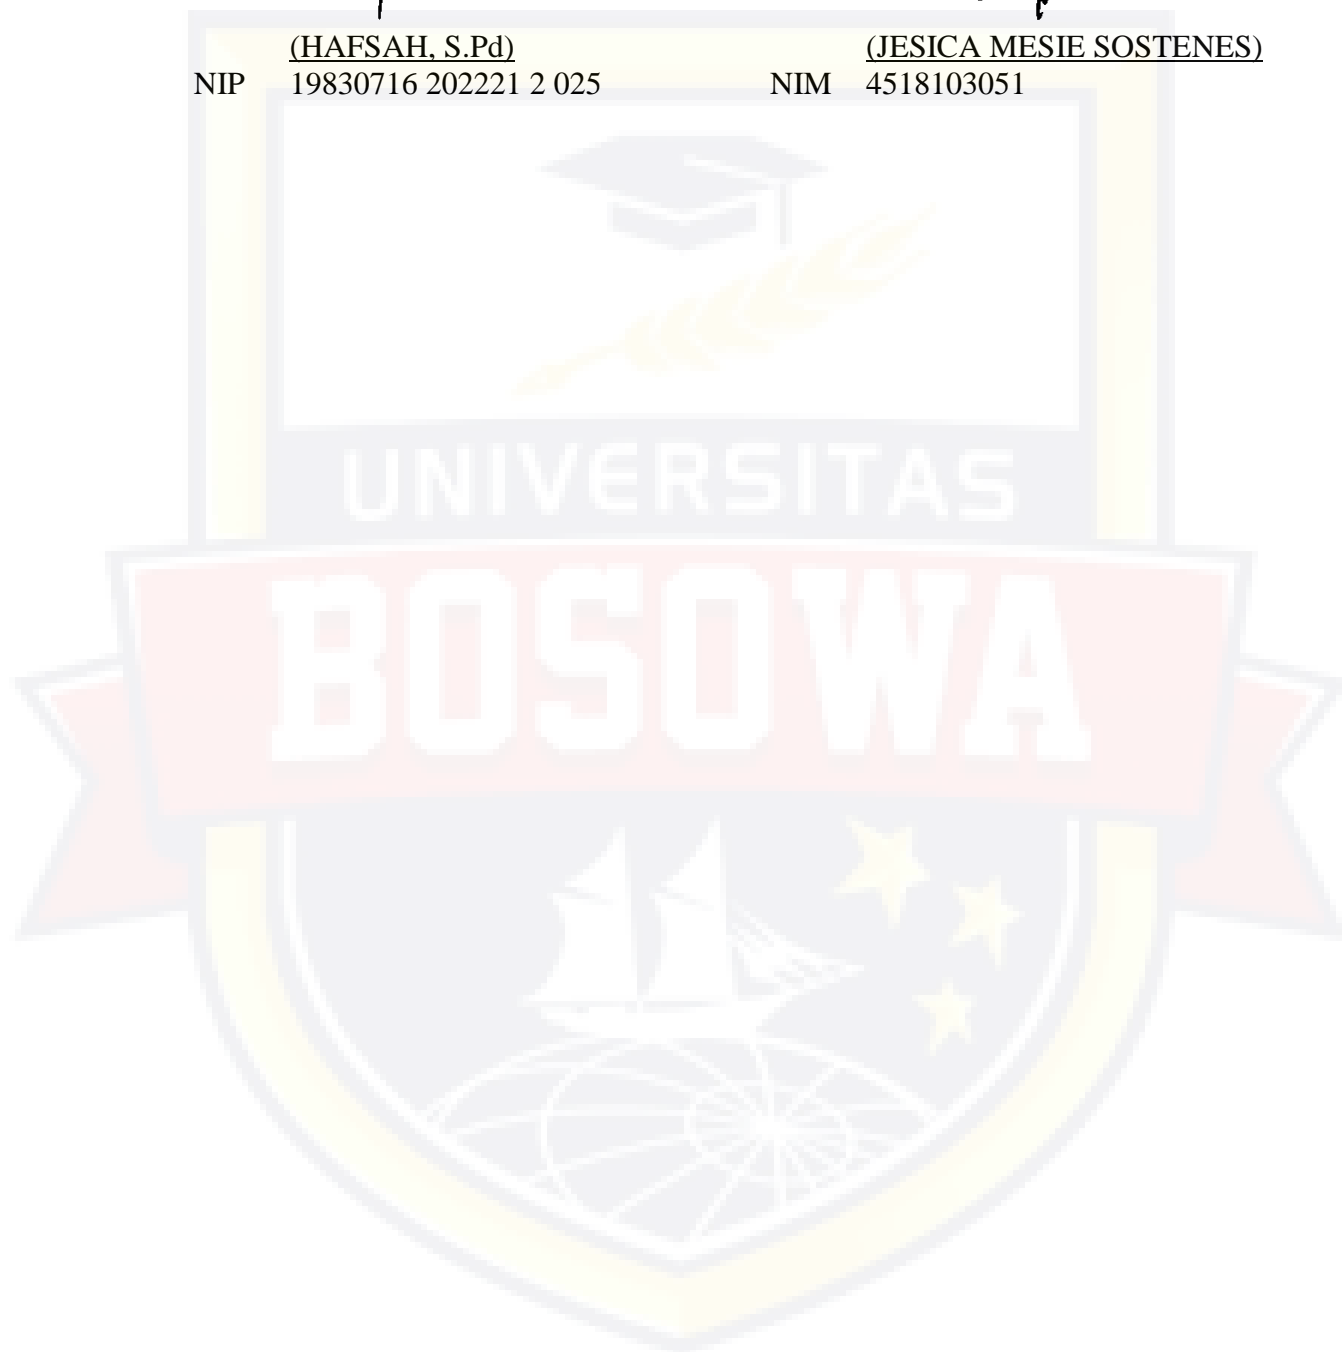 (HAFSAH, S.Pd) (JESICA MESIE SOSTENES)
NIP 19830716 202221 2 025 NIM 4518103051
UNIVERSITAS
BOSOWA